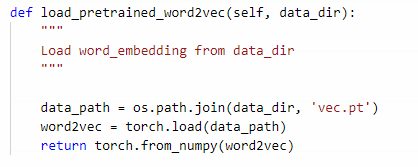 def load_pretrained_word2vec(self, data_dir):
    """
    Load word_embedding from data_dir
    """

    data_path = os.path.join(data_dir, 'vec.pt')
    word2vec = torch.load(data_path)
    return torch.from_numpy(word2vec)